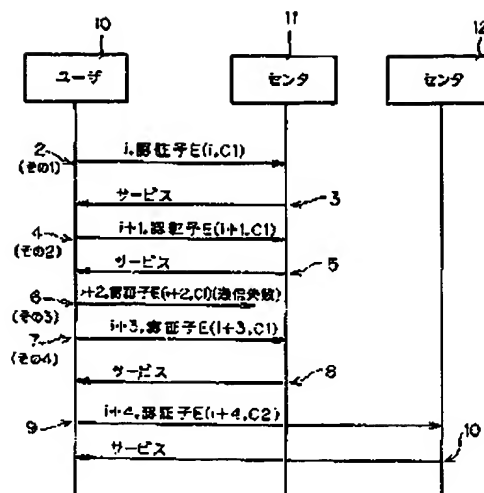 10
11
12
ユーザ
センタ
センタ
2
(その1)
i,認証子E(i,C1)
サービス
3
4
(その2)
i+1,認証子E(i+1,C1)
サービス
5
6
(その3)
i+2,認証子E(i+2,C1)(通信失敗)
7
(その4)
i+3,認証子E(i+3,C1)
サービス
8
9
i+4,認証子E(i+4,C2)
サービス
10